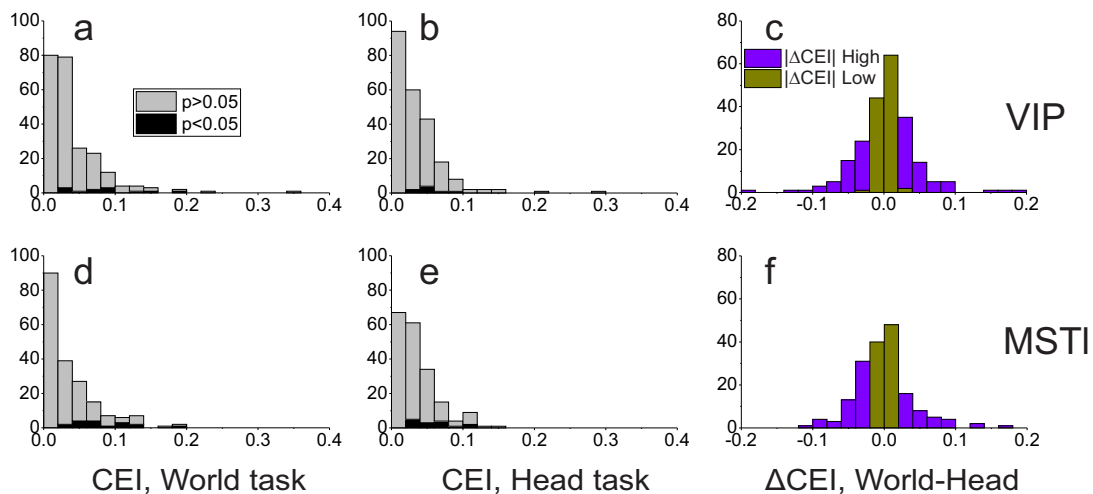 a
b
c
100
80
60
40
20
0
0.0 0.1 0.2 0.3 0.4
p>0.05
p<0.05
100
80
60
40
20
0
0.0 0.1 0.2 0.3 0.4
80
60
40
20
0
-0.2 -0.1 0.0 0.1 0.2
|ΔCEI| High
|ΔCEI| Low
VIP
d
e
f
100
80
60
40
20
0
0.0 0.1 0.2 0.3 0.4
CEI, World task
100
80
60
40
20
0
0.0 0.1 0.2 0.3 0.4
CEI, Head task
80
60
40
20
0
-0.2 -0.1 0.0 0.1 0.2
ΔCEI, World-Head
MSTl